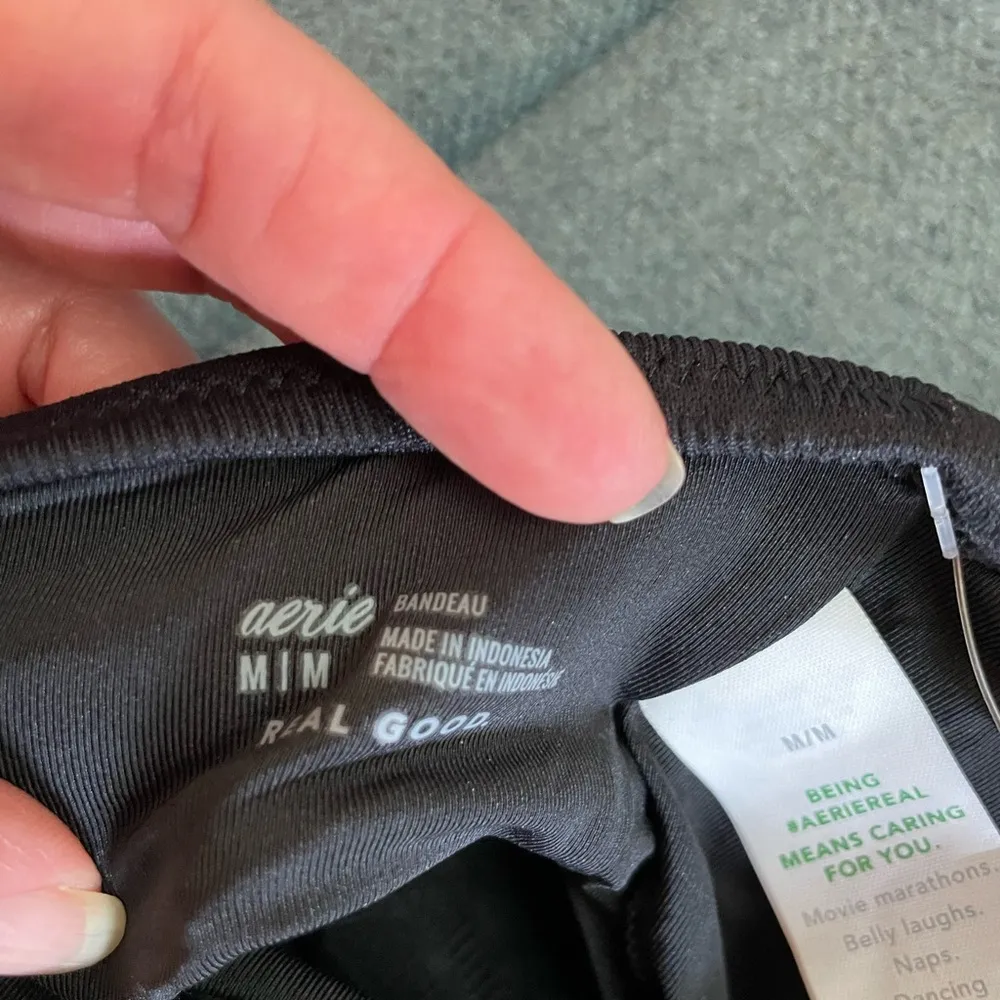 aerie BANDEAU
MADE IN INDONESIA
M|M FABRIQUÉ EN INDONESIE
REAL GOOD.
M/M
BEING
#AERIEREAL
MEANS CARING
FOR YOU.
Movie marathons.
Belly laughs.
Naps.
Dancing